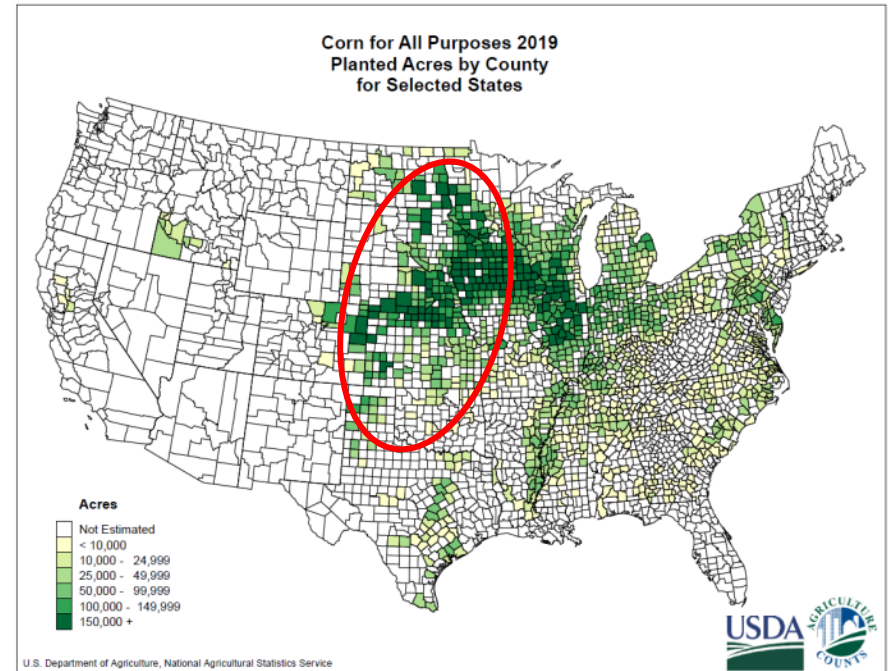 Corn for All Purposes 2019
Planted Acres by County
for Selected States
Acres
Not Estimated
< 10,000
10,000 - 24,999
25,000 - 49,999
50,000 - 99,999
100,000 - 149,999
150,000 +
USDA
AGRICULTURE
COUNTS
U.S. Department of Agriculture, National Agricultural Statistics Service